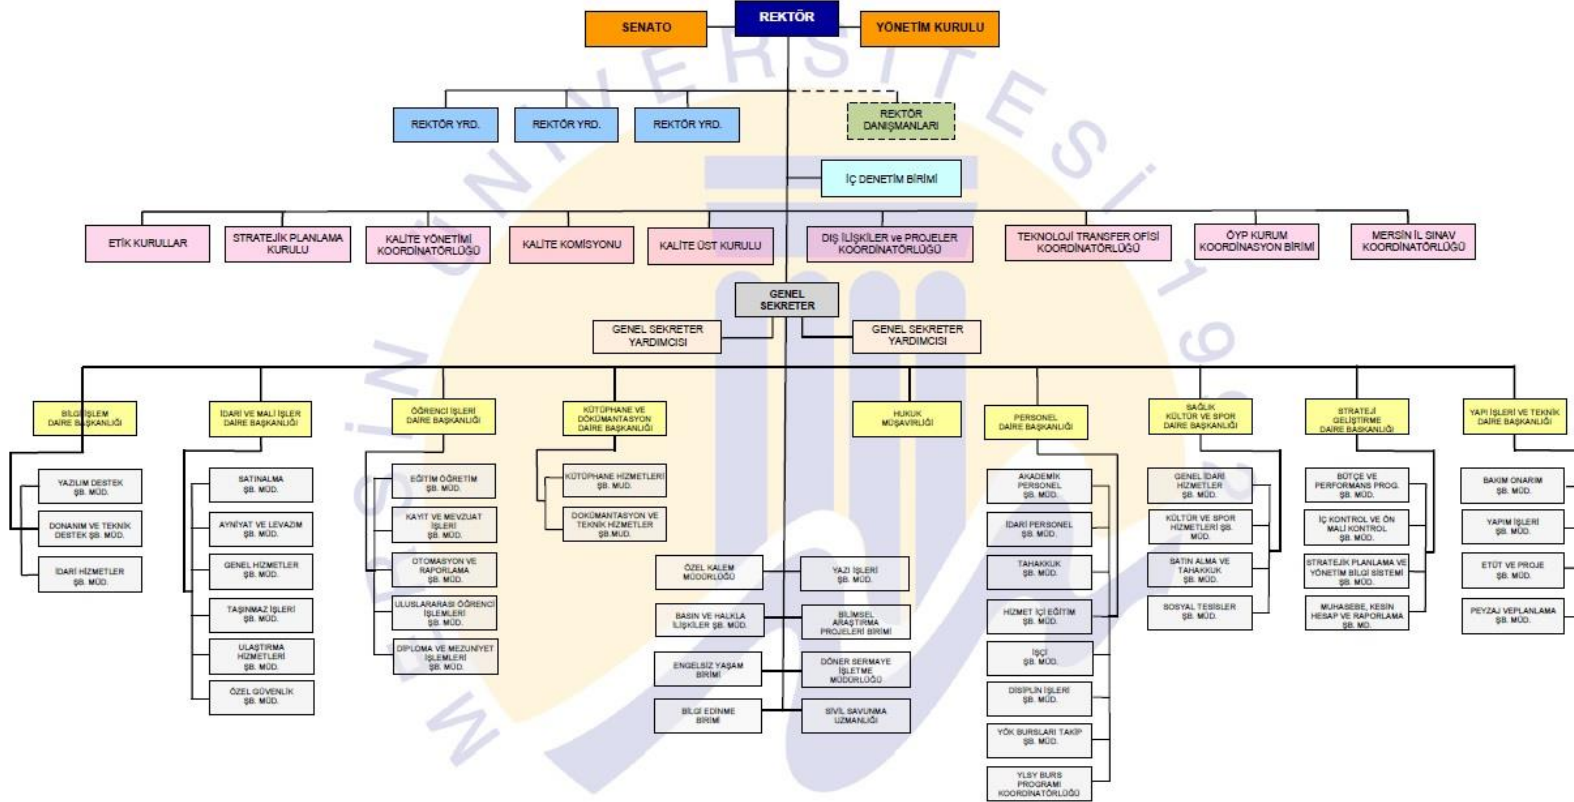 SENATO
REKTÖR
YÖNETİM KURULU
REKTÖR YRD.
REKTÖR YRD.
REKTÖR YRD.
REKTÖR
DANIŞMANLARI
İÇ DENETİM BİRİMİ
ETİK KURULLAR
STRATEJİK PLANLAMA
KURULU
KALİTE YÖNETİMİ
KOORDİNATÖRLÜĞÜ
KALİTE KOMİSYONU
KALİTE ÜST KURULU
DIŞ İLİŞKİLER ve PROJELER
KOORDİNATÖRLÜĞÜ
TEKNOLOJİ TRANSFER OFİSİ
KOORDİNATÖRLÜĞÜ
ÖYP KURUM
KOORDİNASYON BİRİMİ
MERSİN İL SINAV
KOORDİNATÖRLÜĞÜ
GENEL
SEKRETER
GENEL SEKRETER
YARDIMCISI
GENEL SEKRETER
YARDIMCISI
BİLGİ İŞLEM
DAİRE BAŞKANLIĞI
İDARİ VE MALİ İŞLER
DAİRE BAŞKANLIĞI
ÖĞRENCİ İŞLERİ
DAİRE BAŞKANLIĞI
KÜTÜPHANE VE
DÖKÜMANTASYON
DAİRE BAŞKANLIĞI
HUKUK
MÜŞAVİRLİĞİ
PERSONEL
DAİRE BAŞKANLIĞI
SAĞLIK
KÜLTÜR VE SPOR
DAİRE BAŞKANLIĞI
STRATEJİ
GELİŞTİRME
DAİRE BAŞKANLIĞI
YAPI İŞLERİ VE TEKNİK
DAİRE BAŞKANLIĞI
YAZILIM DESTEK
ŞB. MÜD.
DONANIM VE TEKNİK
DESTEK ŞB. MÜD.
İDARİ HİZMETLER
ŞB. MÜD.
SATINALMA
ŞB. MÜD.
AYNİYAT VE LEVAZIM
ŞB. MÜD.
GENEL HİZMETLER
ŞB. MÜD.
TAŞINMAZ İŞLERİ
ŞB. MÜD.
ULAŞTIRMA
HİZMETLERİ
ŞB. MÜD.
ÖZEL GÜVENLİK
ŞB. MÜD.
EĞİTİM ÖĞRETİM
ŞB. MÜD.
KAYIT VE MEVZUAT
İŞLERİ
ŞB. MÜD.
OTOMASYON VE
RAPORLAMA
ŞB. MÜD.
ULUSLARARASI ÖĞRENCİ
İŞLEMLERİ
ŞB. MÜD.
DİPLOMA VE MEZUNİYET
İŞLEMLERİ
ŞB. MÜD.
KÜTÜPHANE HİZMETLERİ
ŞB. MUD.
DOKÜMANTASYON VE
TEKNİK HİZMETLER
ŞB.MUD.
ÖZEL KALEM
MÜDÜRLÜĞÜ
YAZI İŞLERİ
ŞB. MÜD.
BASIN VE HALKLA
İLİŞKİLER ŞB. MÜD.
BİLİMSEL
ARAŞTIRMA
PROJELERİ BİRİMİ
ENGELSİZ YAŞAM
BİRİMİ
DÖNER SERMAYE
İŞLETME
MÜDÜRLÜĞÜ
BİLGİ EDİNME
BİRİMİ
SİVİL SAVUNMA
UZMANLIĞI
AKADEMİK
PERSONEL
ŞB. MÜD.
İDARİ PERSONEL
ŞB. MÜD.
TAHAKKUK
ŞB. MÜD.
HİZMET İÇİ EĞİTİM
ŞB. MÜD.
İŞÇİ
ŞB. MÜD.
DİSİPLİN İŞLERİ
ŞB. MÜD.
YÖK BURSLARI TAKİP
ŞB. MÜD.
YLSY BURS
PROGRAMI
KOORDİNATÖRLÜĞÜ
GENEL İDARİ
HİZMETLER
ŞB. MÜD.
KÜLTÜR VE SPOR
HİZMETLERİ ŞB.
MÜD.
SATIN ALMA VE
TAHAKKUK
ŞB. MÜD.
SOSYAL TESİSLER
ŞB. MÜD.
BÜTÇE VE
PERFORMANS PROG.
ŞB. MÜD.
İÇ KONTROL VE ÖN
MALİ KONTROL
ŞB. MÜD.
STRATEJİK PLANLAMA VE
YÖNETİM BİLGİ SİSTEMİ
ŞB. MÜD.
MUHASEBE, KESİN
HESAP VE RAPORLAMA
ŞB. MD.
BAKIM ONARIM
ŞB. MÜD.
YAPIM İŞLERİ
ŞB. MÜD.
ETÜT VE PROJE
ŞB. MÜD.
PEYZAJ VEPLANLAMA
ŞB. MÜD.
MERSİN ÜNİVERSİTESİ 1992